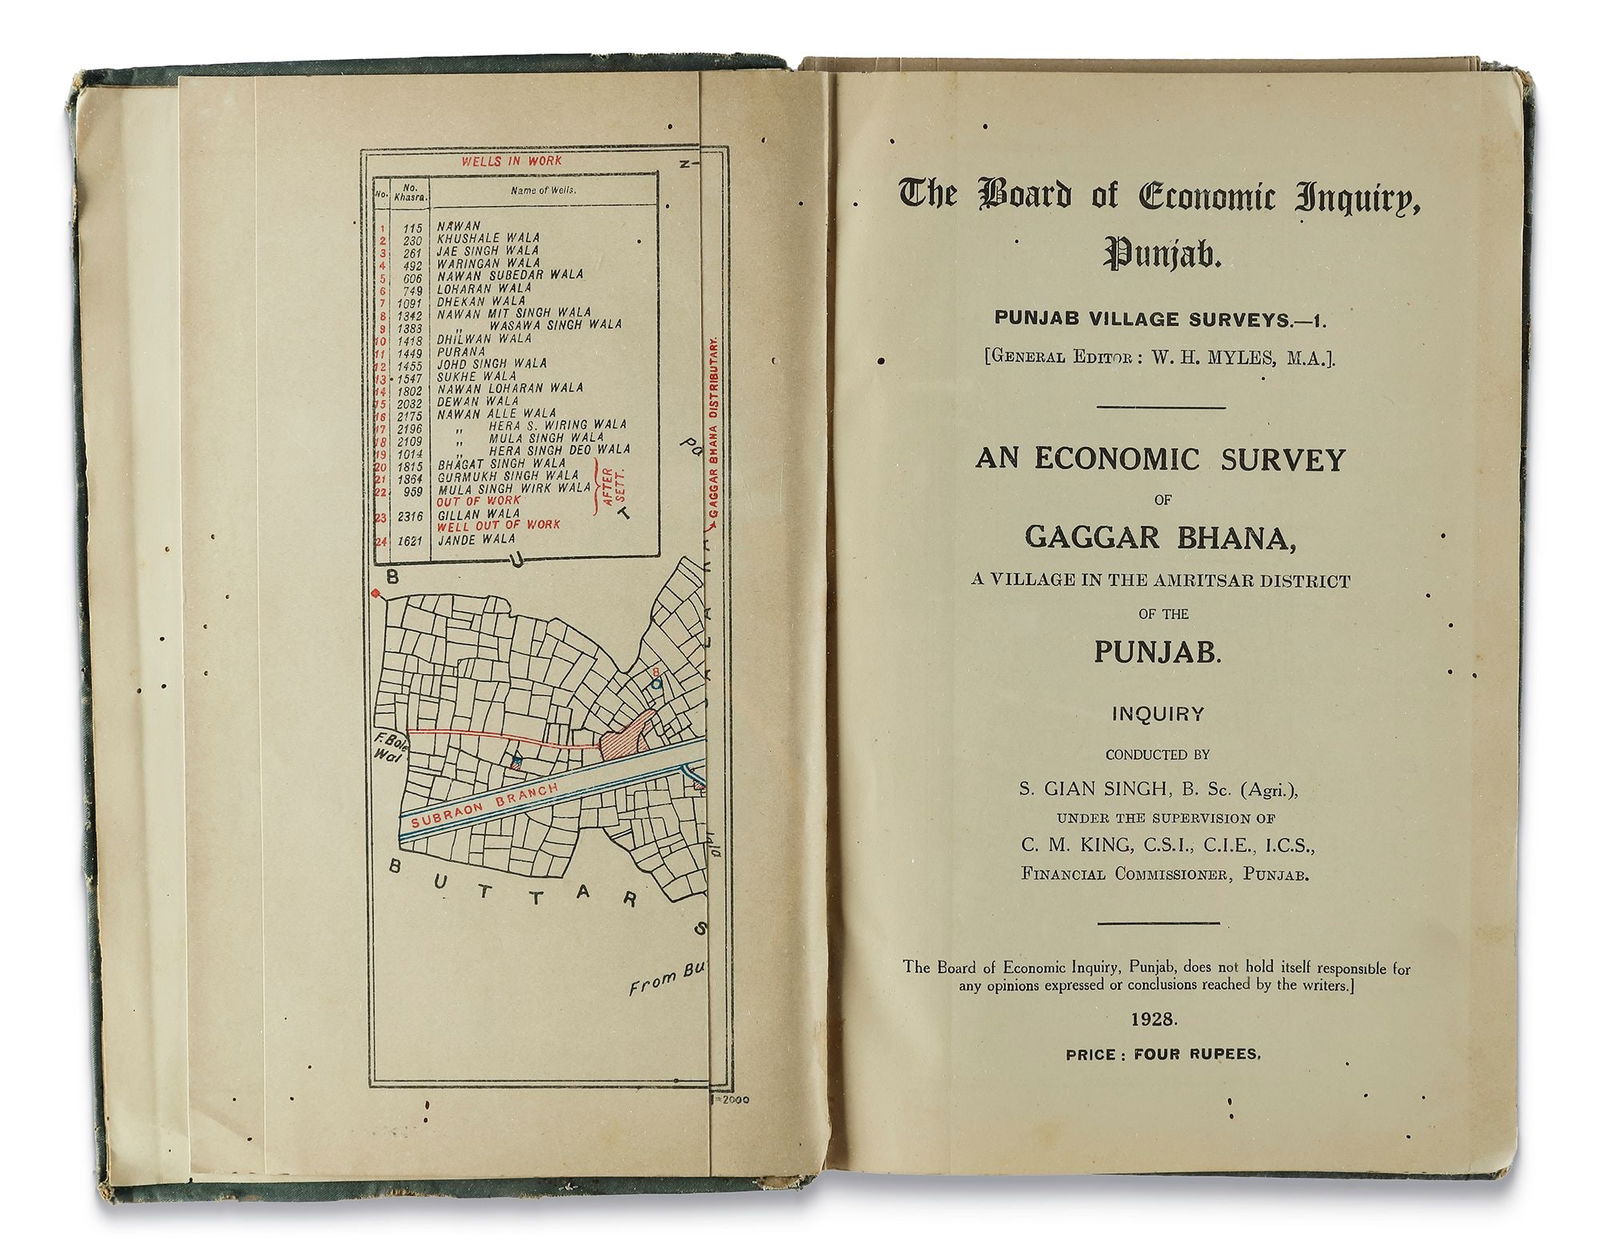 WELLS IN WORK
No. No. Khasra. Name of Wells.
1 115 NAWAN
2 230 KHUSHALE WALA
3 261 JAE SINGH WALA
4 492 WARINGAN WALA
5 606 NAWAN SUBEDAR WALA
6 749 LOHARAN WALA
7 1091 DHEKAN WALA
8 1342 NAWAN MIT SINGH WALA
9 1383 " WASAWA SINGH WALA
10 1418 DHILWAN WALA
11 1449 PURANA
12 1455 JOHD SINGH WALA
13 1547 SUKHE WALA
14 1802 NAWAN LOHARAN WALA
15 2032 DEWAN WALA
16 2175 NAWAN ALLE WALA
17 2196 " HERA S. WIRING WALA
18 2109 " MULA SINGH WALA
19 1014 " HERA SINGH DEO WALA
20 1815 BHAGAT SINGH WALA
21 1364 GURMUKH SINGH WALA
22 959 MULA SINGH WIRK WALA
AFTER SETT.
OUT OF WORK
23 2316 GILLAN WALA
WELL OUT OF WORK
24 1621 JANDE WALA
N
GAGGAR BHANA DISTRIBUTARY.
Pa
B U T
8
F. Bole
Wal
SUBRAON BRANCH
B U T T A R S
From Bu
1"=2000
The Board of Economic Inquiry,
Punjab.
PUNJAB VILLAGE SURVEYS.—1.
[GENERAL EDITOR: W. H. MYLES, M.A.].
AN ECONOMIC SURVEY
OF
GAGGAR BHANA,
A VILLAGE IN THE AMRITSAR DISTRICT
OF THE
PUNJAB.
INQUIRY
CONDUCTED BY
S. GIAN SINGH, B. Sc. (Agri.),
UNDER THE SUPERVISION OF
C. M. KING, C.S.I., C.I.E., I.C.S.,
FINANCIAL COMMISSIONER, PUNJAB.
The Board of Economic Inquiry, Punjab, does not hold itself responsible for
any opinions expressed or conclusions reached by the writers.]
1928.
PRICE: FOUR RUPEES.